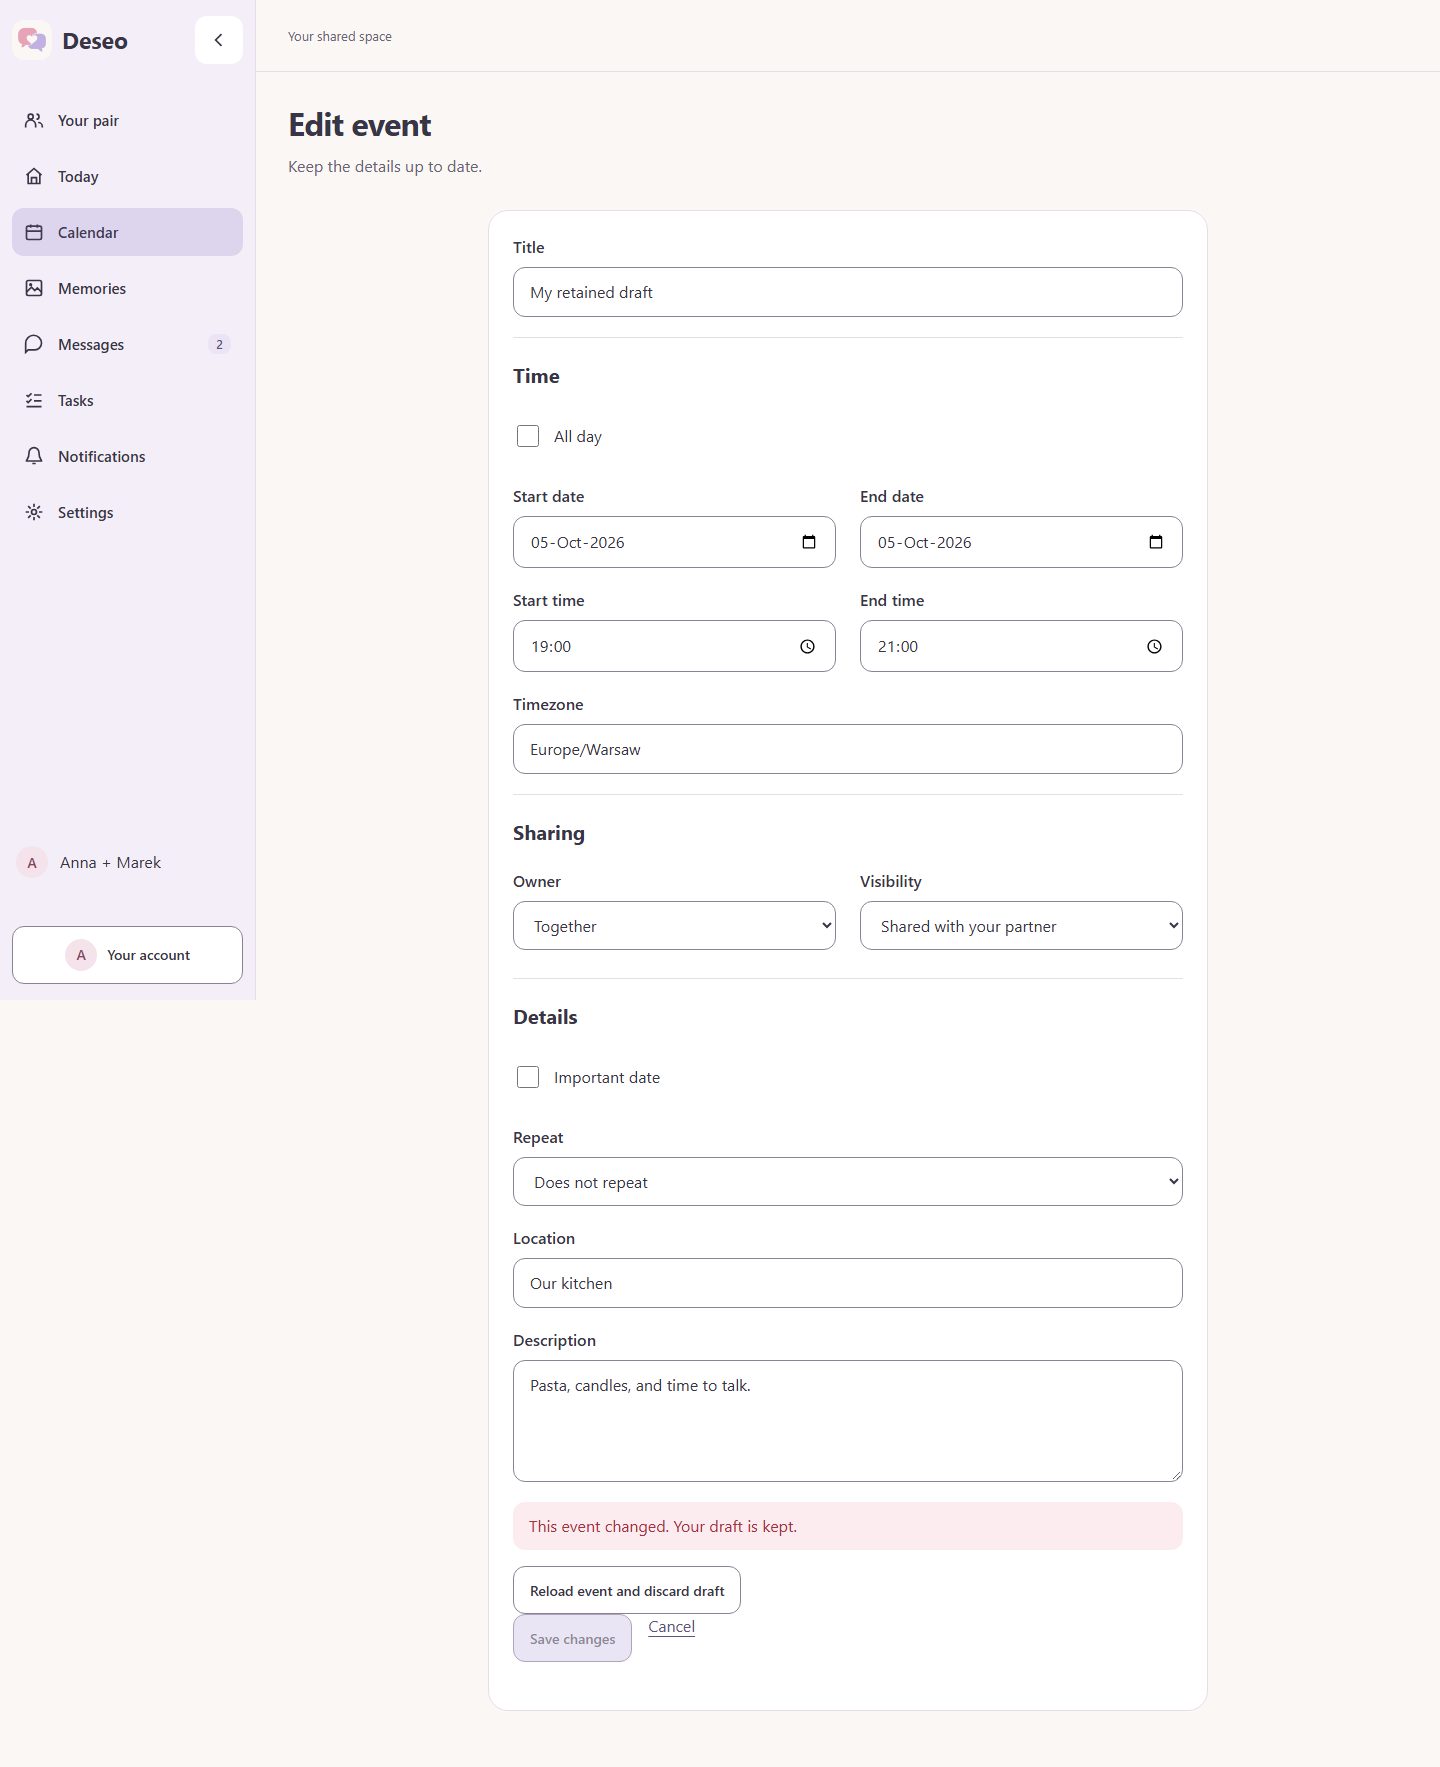 Deseo
Your shared space
Your pair
Today
Calendar
Memories
Messages 2
Tasks
Notifications
Settings
A Anna + Marek
A Your account
Edit event
Keep the details up to date.
Title
My retained draft
Time
All day
Start date End date
05-Oct-2026 05-Oct-2026
Start time End time
19:00 21:00
Timezone
Europe/Warsaw
Sharing
Owner Visibility
Together Shared with your partner
Details
Important date
Repeat
Does not repeat
Location
Our kitchen
Description
Pasta, candles, and time to talk.
This event changed. Your draft is kept.
Reload event and discard draft
Save changes Cancel